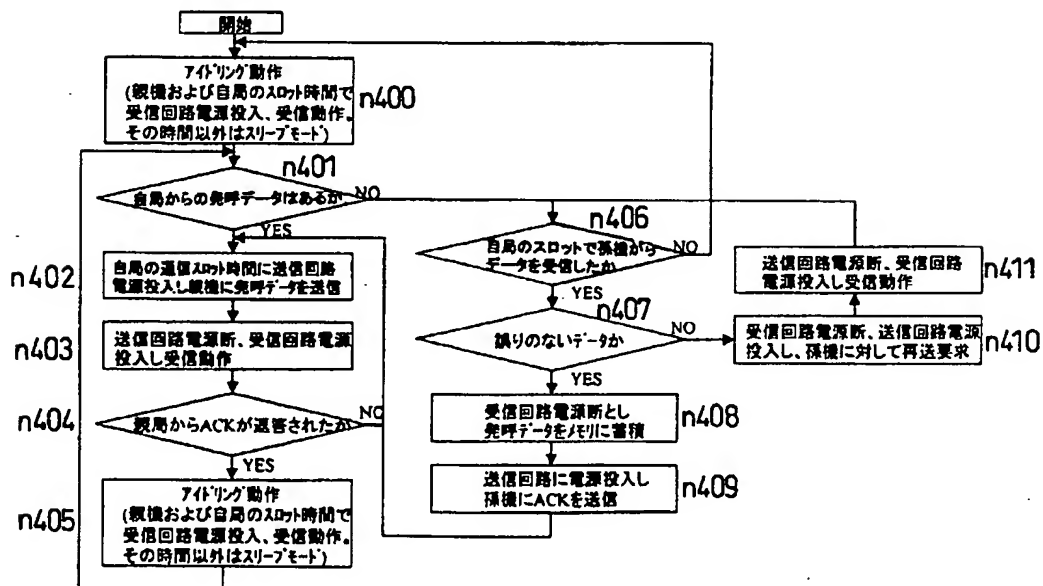 開始
アイドリング動作
(親機および自局のスロット時間で
受信回路電源投入、受信動作。
その時間以外はスリープモード)
n400
n401
自局からの発呼データはあるか
NO
YES
n402
自局の通信スロット時間に送信回路
電源投入し親機に発呼データを送信
n403
送信回路電源断、受信回路電源
投入し受信動作
n404
親局からACKが返答されたか
NO
YES
n405
アイドリング動作
(親機および自局のスロット時間で
受信回路電源投入、受信動作。
その時間以外はスリープモード)
n406
自局のスロットで孫機から
データを受信したか
NO
YES
n407
誤りのないデータか
NO
YES
n408
受信回路電源断とし
発呼データをメモリに蓄積
n409
送信回路に電源投入し
孫機にACKを送信
n411
送信回路電源断、受信回路
電源投入し受信動作
n410
受信回路電源断、送信回路電源
投入し、孫機に対して再送要求